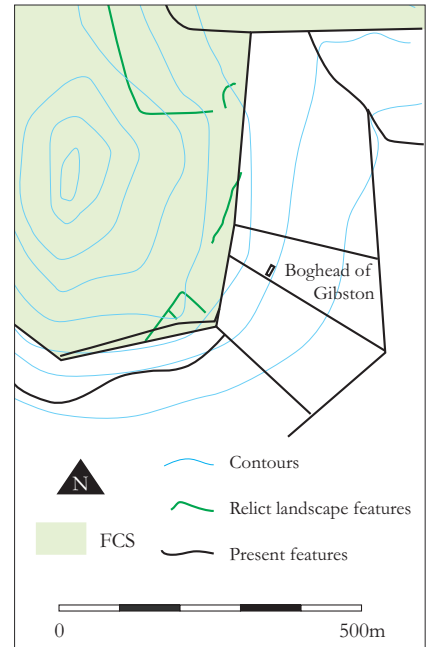 Boghead of
Gibston
N
Contours
Relict landscape features
FCS
Present features
0 500m